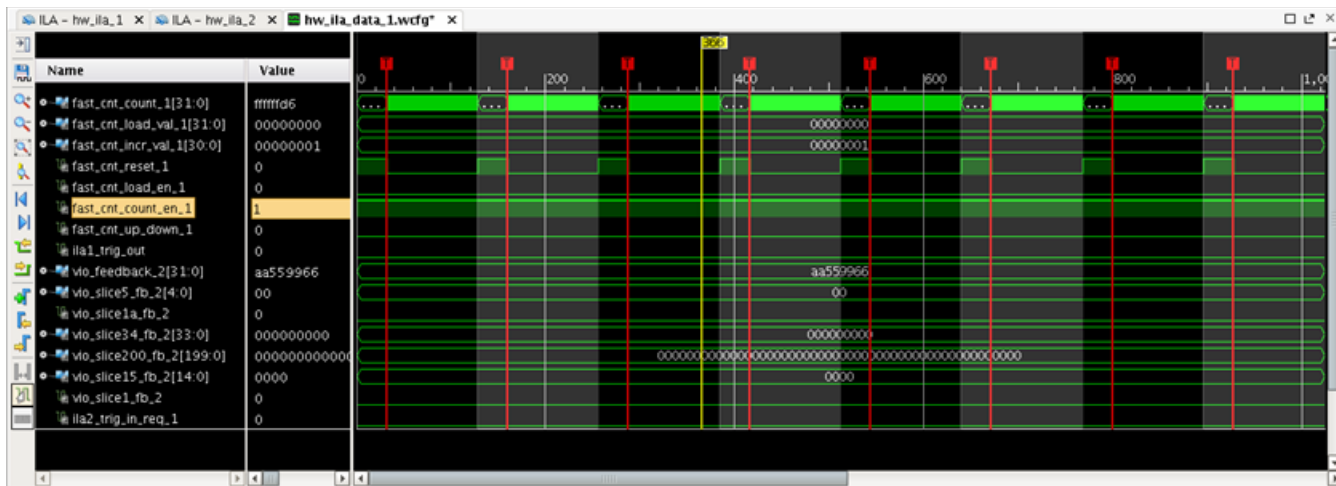 ILA - hw_ila_1 ILA - hw_ila_2 hw_ila_data_1.wcfg*
366
Name Value
0 200 400 600 800 1,0
fast_cnt_count_1[31:0] ffffffd6 ... ... ... ... ... ... ... ...
fast_cnt_load_val_1[31:0] 00000000 00000000
fast_cnt_incr_val_1[30:0] 00000001 00000001
fast_cnt_reset_1 0
fast_cnt_load_en_1 0
fast_cnt_count_en_1 1
fast_cnt_up_down_1 0
ila1_trig_out 0
vio_feedback_2[31:0] aa559966 aa559966
vio_slice5_fb_2[4:0] 00 00
vio_slice1a_fb_2 0
vio_slice34_fb_2[33:0] 000000000 000000000
vio_slice200_fb_2[199:0]
vio_slice15_fb_2[14:0] 0000 0000
vio_slice1_fb_2 0
ila2_trig_in_req_1 0